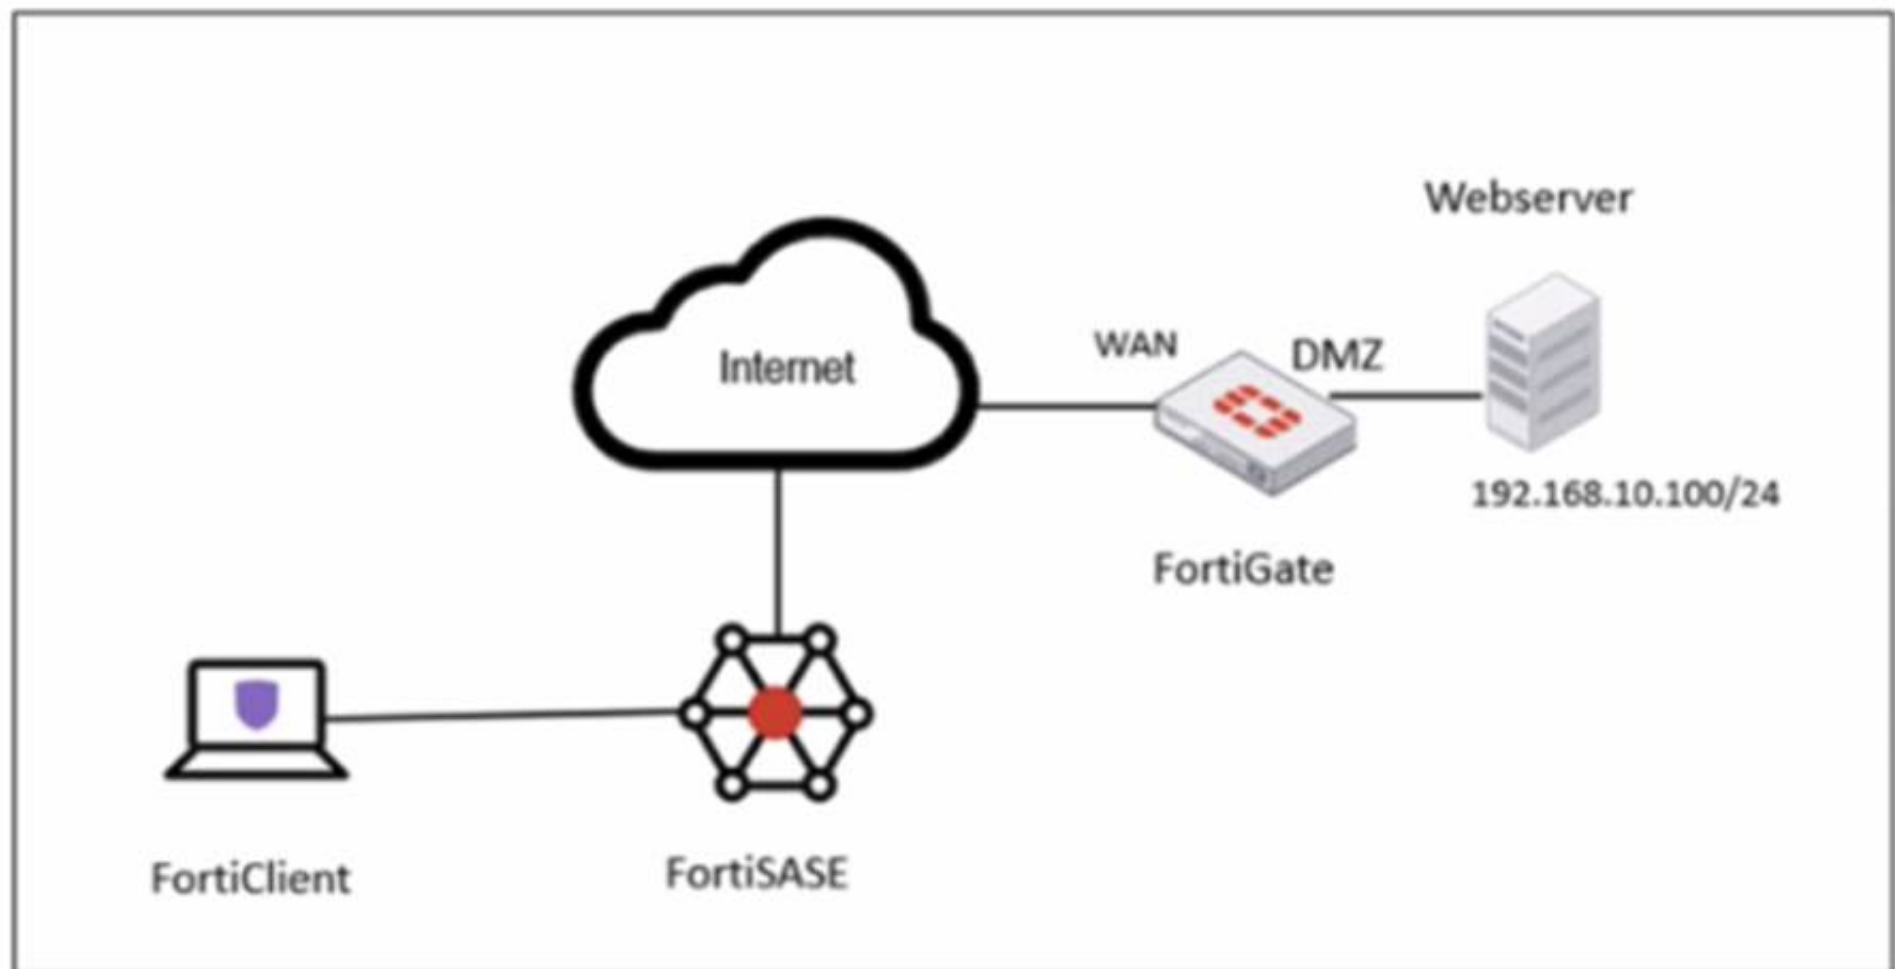 Webserver
WAN
DMZ
Internet
192.168.10.100/24
FortiGate
FortiClient
FortiSASE